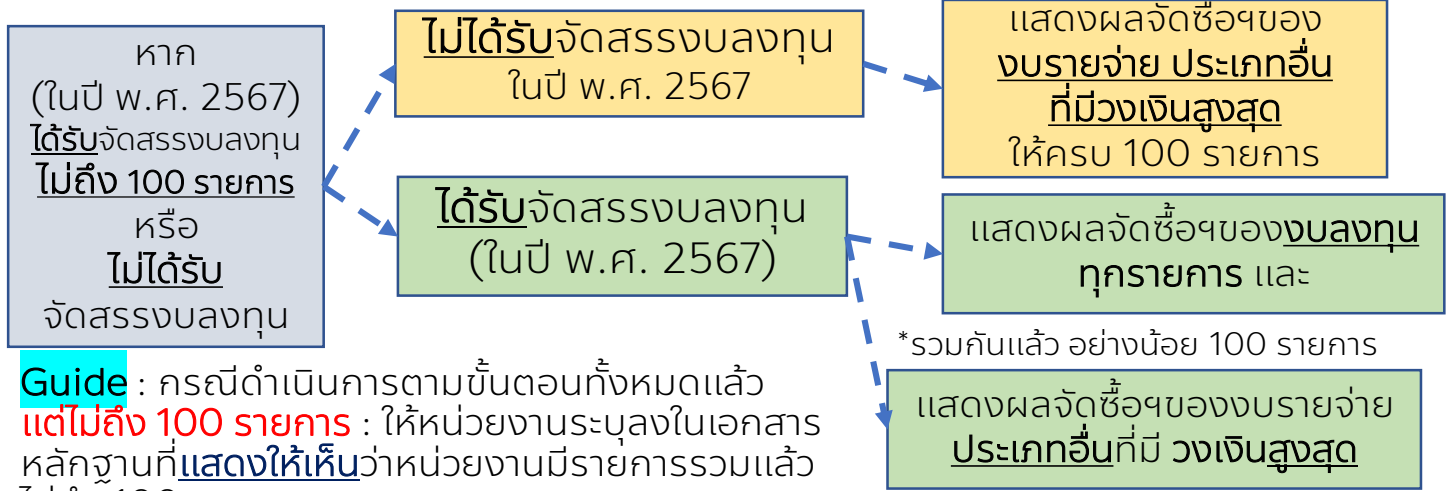 หาก
(ในปี พ.ศ. 2567)
ได้รับจัดสรรงบลงทุน
ไม่ถึง 100 รายการ
หรือ
ไม่ได้รับ
จัดสรรงบลงทุน
ไม่ได้รับจัดสรรงบลงทุน
ในปี พ.ศ. 2567
แสดงผลจัดซื้อฯของ
งบรายจ่าย ประเภทอื่น
ที่มีวงเงินสูงสุด
ให้ครบ 100 รายการ
ได้รับจัดสรรงบลงทุน
(ในปี พ.ศ. 2567)
แสดงผลจัดซื้อฯของงบลงทุน
ทุกรายการ และ
*รวมกันแล้ว อย่างน้อย 100 รายการ
แสดงผลจัดซื้อฯของงบรายจ่าย
ประเภทอื่นที่มี วงเงินสูงสุด
Guide : กรณีดำเนินการตามขั้นตอนทั้งหมดแล้ว
แต่ไม่ถึง 100 รายการ : ให้หน่วยงานระบุลงในเอกสาร
หลักฐานที่แสดงให้เห็นว่าหน่วยงานมีรายการรวมแล้ว